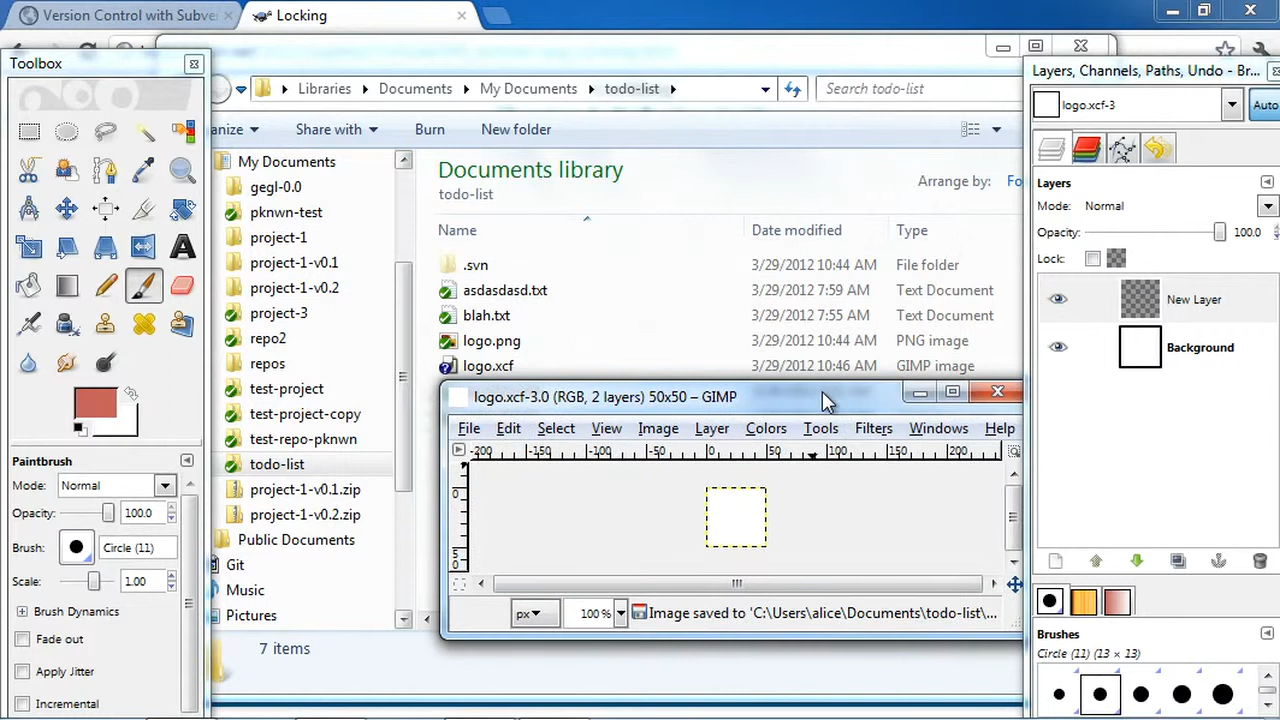 Version Control with Subve
Locking
Toolbox
Libraries
Documents
My Documents
todo-list
Search todo-list
anize
Share with
Burn
New folder
My Documents
gegl-0.0
pknwn-test
project-1
project-1-v0.1
project-1-v0.2
project-3
repo2
repos
test-project
test-project-copy
test-repo-pknwn
todo-list
project-1-v0.1.zip
project-1-v0.2.zip
Public Documents
Git
Music
Pictures
7 items
Documents library
todo-list
Arrange by: Fo
Name Date modified Type
.svn 3/29/2012 10:44 AM File folder
asdasdasd.txt 3/29/2012 7:59 AM Text Document
blah.txt 3/29/2012 7:55 AM Text Document
logo.png 3/29/2012 10:44 AM PNG image
logo.xcf 3/29/2012 10:46 AM GIMP image
logo.xcf-3.0 (RGB, 2 layers) 50x50 – GIMP
File Edit Select View Image Layer Colors Tools Filters Windows Help
-200 -150 -100 -50 0 50 100 150 200
0
5
0
px 100% Image saved to 'C:\Users\alice\Documents\todo-list\...
Paintbrush
Mode: Normal
Opacity: 100.0
Brush: Circle (11)
Scale: 1.00
Brush Dynamics
Fade out
Apply Jitter
Incremental
Layers, Channels, Paths, Undo - Br...
logo.xcf-3
Auto
Layers
Mode: Normal
Opacity: 100.0
Lock:
New Layer
Background
Brushes
Circle (11) (13 × 13)